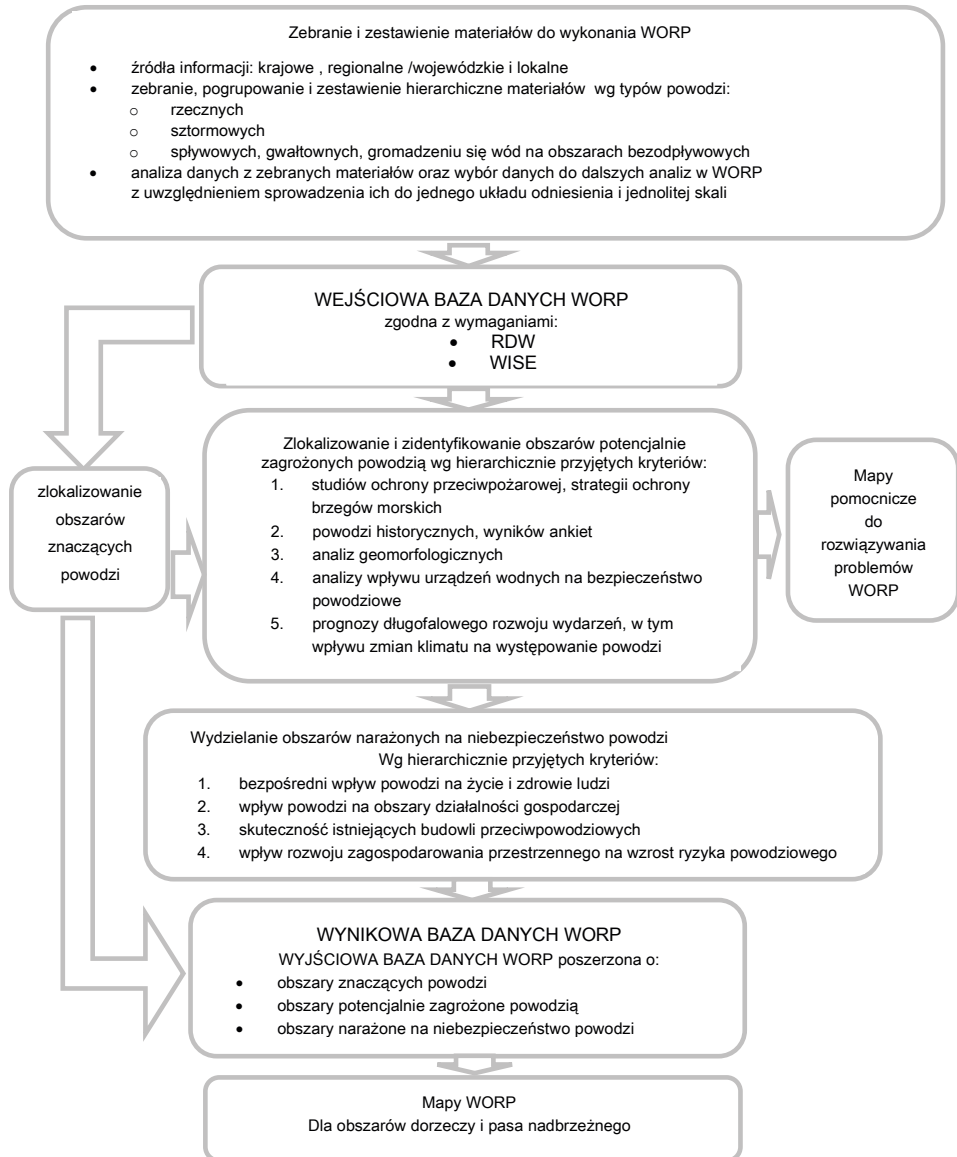 Zebranie i zestawienie materiałów do wykonania WORP
• źródła informacji: krajowe , regionalne /wojewódzkie i lokalne
• zebranie, pogrupowanie i zestawienie hierarchiczne materiałów wg typów powodzi:
o rzecznych
o sztormowych
o spływowych, gwałtownych, gromadzeniu się wód na obszarach bezodpływowych
• analiza danych z zebranych materiałów oraz wybór danych do dalszych analiz w WORP
z uwzględnieniem sprowadzenia ich do jednego układu odniesienia i jednolitej skali
WEJŚCIOWA BAZA DANYCH WORP
zgodna z wymaganiami:
• RDW
• WISE
zlokalizowanie
obszarów
znaczących
powodzi
Zlokalizowanie i zidentyfikowanie obszarów potencjalnie
zagrożonych powodzią wg hierarchicznie przyjętych kryteriów:
1. studiów ochrony przeciwpożarowej, strategii ochrony
brzegów morskich
2. powodzi historycznych, wyników ankiet
3. analiz geomorfologicznych
4. analizy wpływu urządzeń wodnych na bezpieczeństwo
powodziowe
5. prognozy długofalowego rozwoju wydarzeń, w tym
wpływu zmian klimatu na występowanie powodzi
Mapy
pomocnicze
do
rozwiązywania
problemów
WORP
Wydzielanie obszarów narażonych na niebezpieczeństwo powodzi
Wg hierarchicznie przyjętych kryteriów:
1. bezpośredni wpływ powodzi na życie i zdrowie ludzi
2. wpływ powodzi na obszary działalności gospodarczej
3. skuteczność istniejących budowli przeciwpowodziowych
4. wpływ rozwoju zagospodarowania przestrzennego na wzrost ryzyka powodziowego
WYNIKOWA BAZA DANYCH WORP
WYJŚCIOWA BAZA DANYCH WORP poszerzona o:
• obszary znaczących powodzi
• obszary potencjalnie zagrożone powodzią
• obszary narażone na niebezpieczeństwo powodzi
Mapy WORP
Dla obszarów dorzeczy i pasa nadbrzeżnego